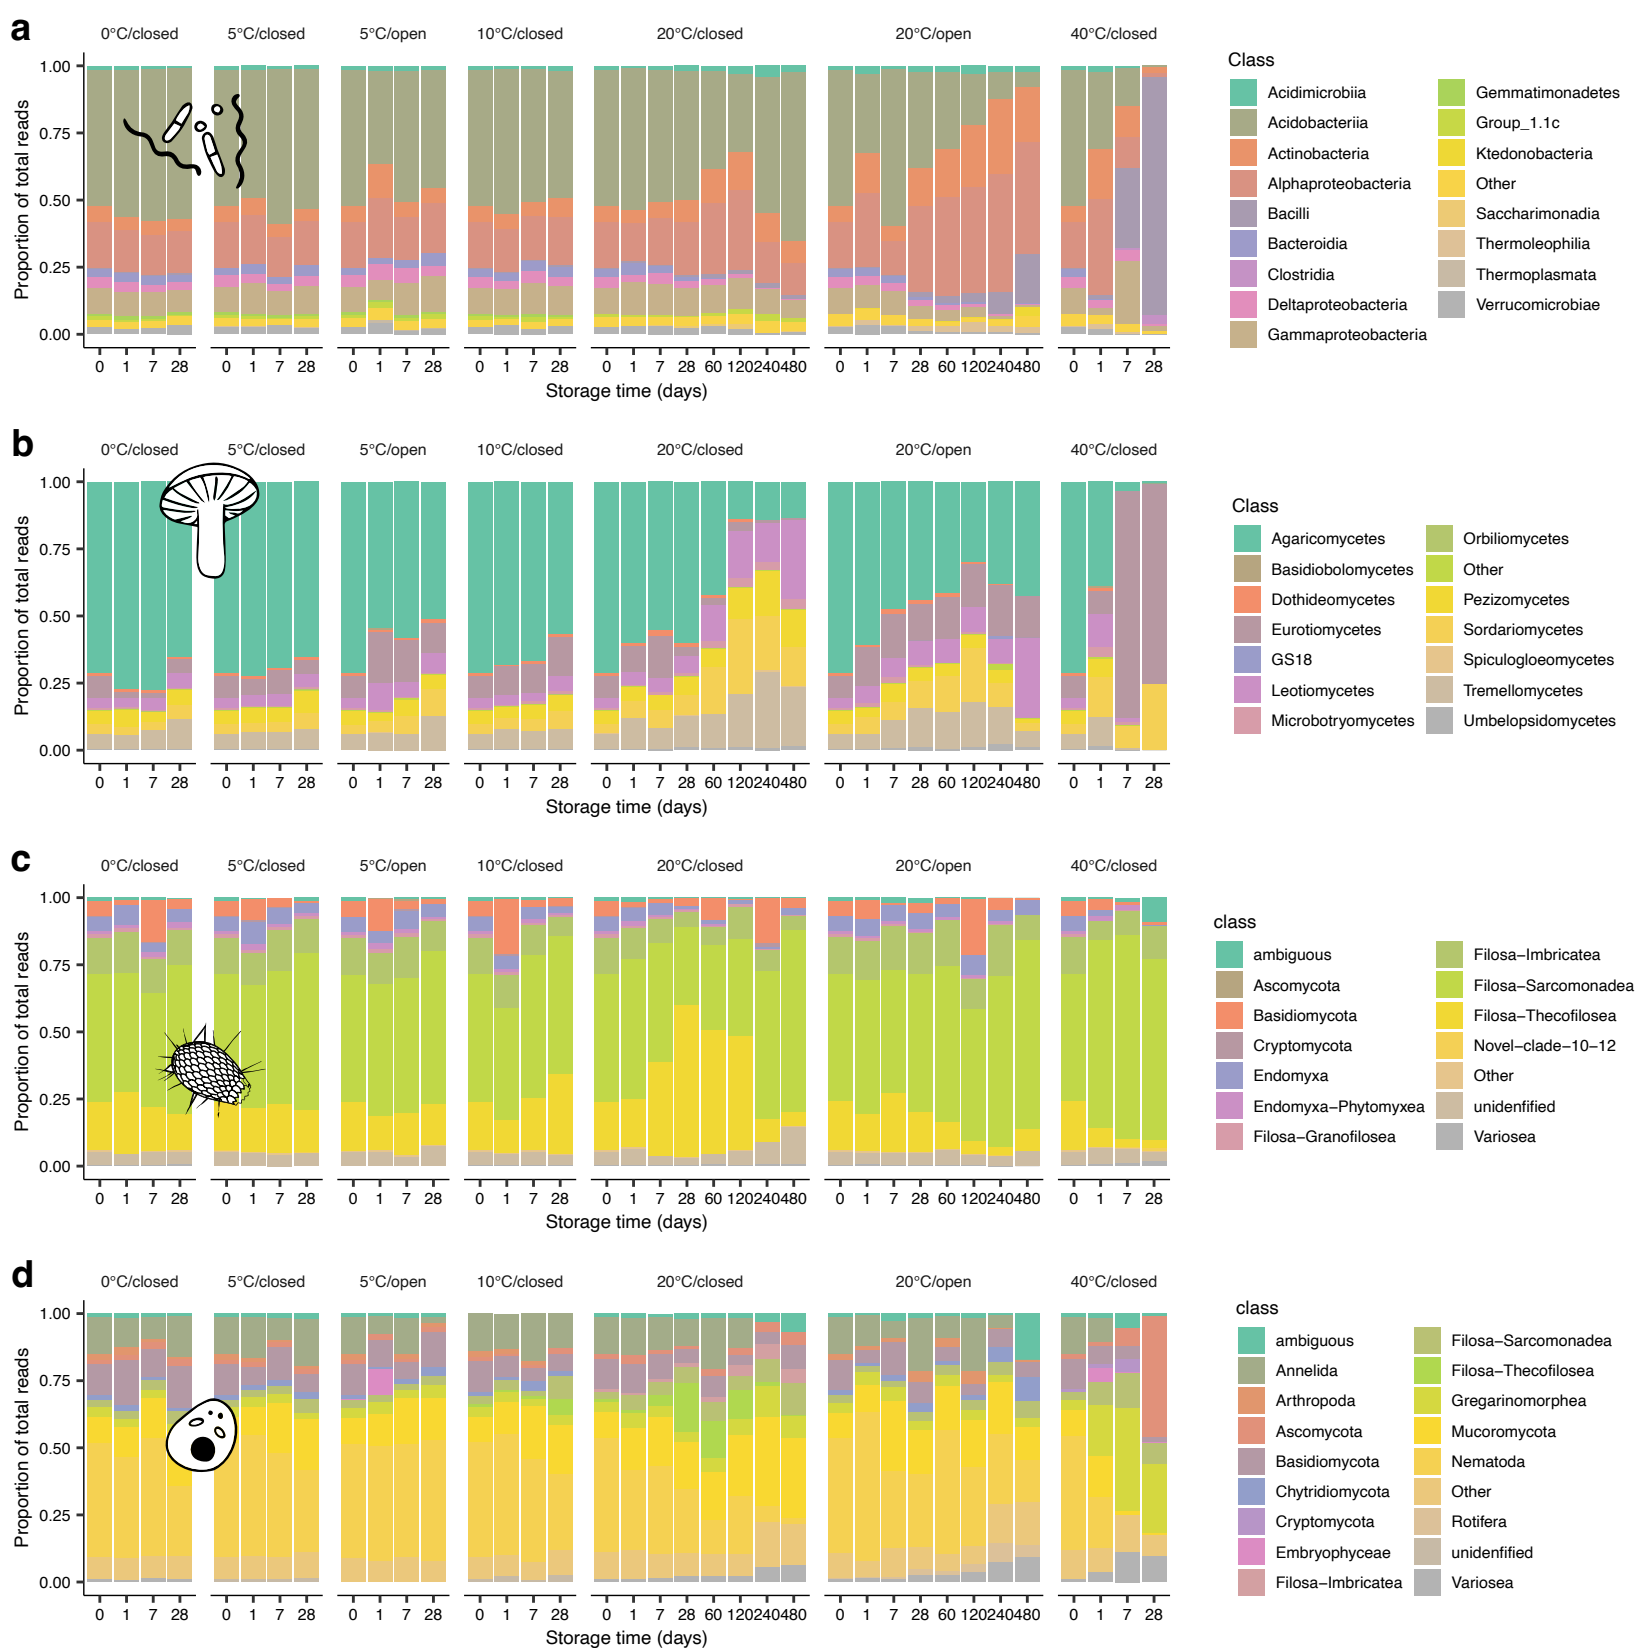 a
0°C/closed 5°C/closed 5°C/open 10°C/closed 20°C/closed 20°C/open 40°C/closed
Proportion of total reads
1.00
0.75
0.50
0.25
0.00
0 1 7 28 0 1 7 28 0 1 7 28 0 1 7 28 0 1 7 28 60 120 240 480 0 1 7 28 60 120 240 480 0 1 7 28
Storage time (days)
Class
Acidimicrobiia
Acidobacteriia
Actinobacteria
Alphaproteobacteria
Bacilli
Bacteroidia
Clostridia
Deltaproteobacteria
Gammaproteobacteria
Gemmatimonadetes
Group_1.1c
Ktedonobacteria
Other
Saccharimonadia
Thermoleophilia
Thermoplasmata
Verrucomicrobiae
b
0°C/closed 5°C/closed 5°C/open 10°C/closed 20°C/closed 20°C/open 40°C/closed
Proportion of total reads
1.00
0.75
0.50
0.25
0.00
0 1 7 28 0 1 7 28 0 1 7 28 0 1 7 28 0 1 7 28 60 120 240 480 0 1 7 28 60 120 240 480 0 1 7 28
Storage time (days)
Class
Agaricomycetes
Basidiobolomycetes
Dothideomycetes
Eurotiomycetes
GS18
Leotiomycetes
Microbotryomycetes
Orbiliomycetes
Other
Pezizomycetes
Sordariomycetes
Spiculogloeomycetes
Tremellomycetes
Umbelopsidomycetes
c
0°C/closed 5°C/closed 5°C/open 10°C/closed 20°C/closed 20°C/open 40°C/closed
Proportion of total reads
1.00
0.75
0.50
0.25
0.00
0 1 7 28 0 1 7 28 0 1 7 28 0 1 7 28 0 1 7 28 60 120 240 480 0 1 7 28 60 120 240 480 0 1 7 28
Storage time (days)
class
ambiguous
Ascomycota
Basidiomycota
Cryptomycota
Endomyxa
Endomyxa−Phytomyxea
Filosa−Granofilosea
Filosa−Imbricatea
Filosa−Sarcomonadea
Filosa−Thecofilosea
Novel−clade−10−12
Other
unidenfified
Variosea
d
0°C/closed 5°C/closed 5°C/open 10°C/closed 20°C/closed 20°C/open 40°C/closed
Proportion of total reads
1.00
0.75
0.50
0.25
0.00
0 1 7 28 0 1 7 28 0 1 7 28 0 1 7 28 0 1 7 28 60 120 240 480 0 1 7 28 60 120 240 480 0 1 7 28
Storage time (days)
class
ambiguous
Annelida
Arthropoda
Ascomycota
Basidiomycota
Chytridiomycota
Cryptomycota
Embryophyceae
Filosa−Imbricatea
Filosa−Sarcomonadea
Filosa−Thecofilosea
Gregarinomorphea
Mucoromycota
Nematoda
Other
Rotifera
unidenfified
Variosea